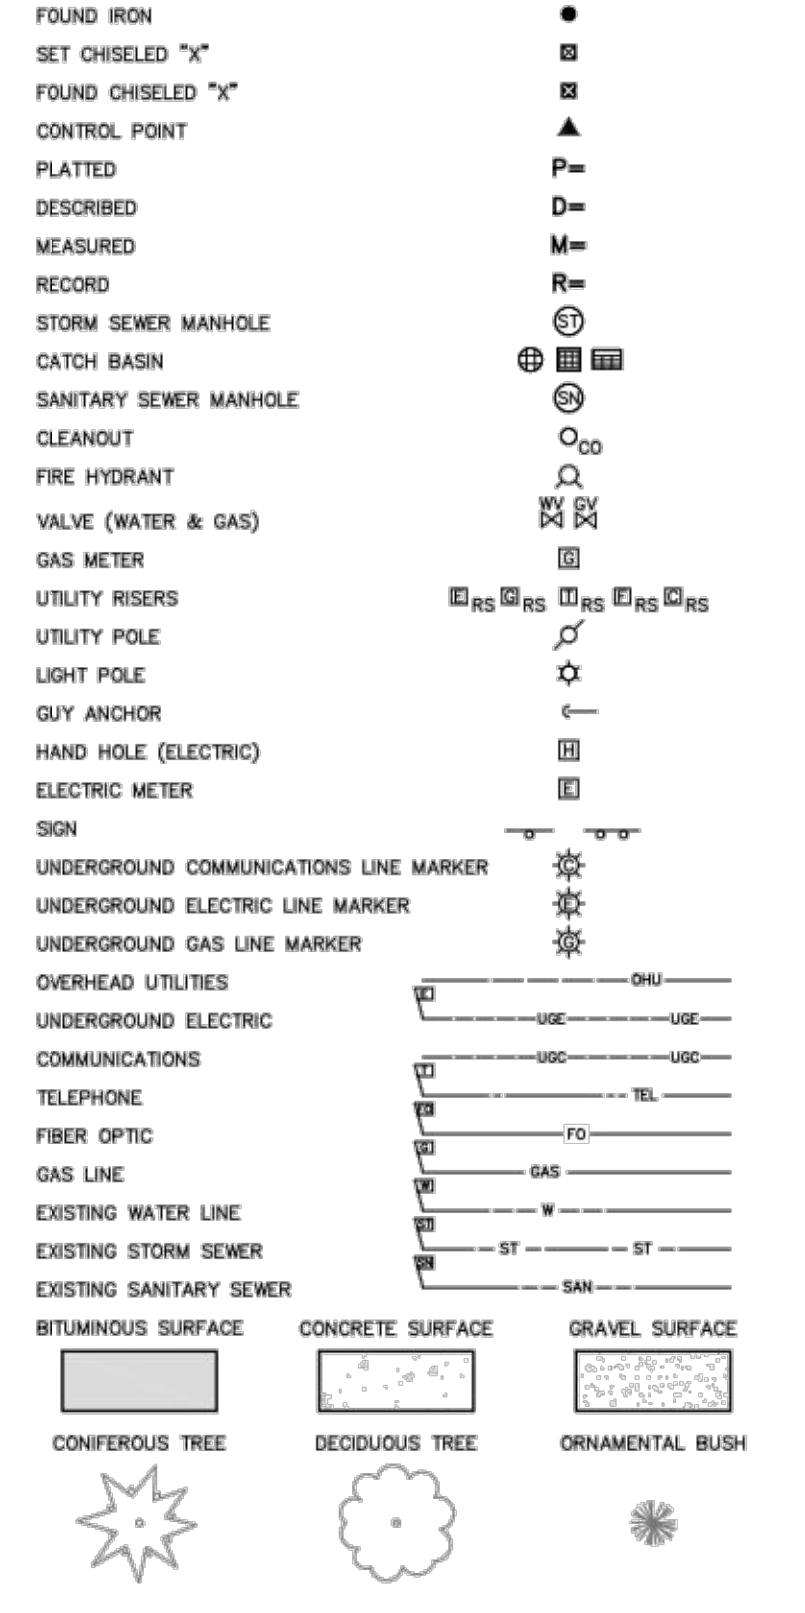 FOUND IRON
SET CHISELED "X"
FOUND CHISELED "X"
CONTROL POINT
PLATTED P=
DESCRIBED D=
MEASURED M=
RECORD R=
STORM SEWER MANHOLE ST
CATCH BASIN
SANITARY SEWER MANHOLE SN
CLEANOUT CO
FIRE HYDRANT
WV GV
VALVE (WATER & GAS)
GAS METER G
UTILITY RISERS E RS G RS T RS F RS C RS
UTILITY POLE
LIGHT POLE
GUY ANCHOR
HAND HOLE (ELECTRIC) H
ELECTRIC METER E
SIGN
UNDERGROUND COMMUNICATIONS LINE MARKER C
UNDERGROUND ELECTRIC LINE MARKER E
UNDERGROUND GAS LINE MARKER G
OVERHEAD UTILITIES OHU
E
UNDERGROUND ELECTRIC UGE UGE
COMMUNICATIONS UGC UGC
T
TELEPHONE TEL
FO
FIBER OPTIC FO
G
GAS LINE GAS
W
EXISTING WATER LINE W
ST
EXISTING STORM SEWER ST ST
SN
EXISTING SANITARY SEWER SAN
BITUMINOUS SURFACE CONCRETE SURFACE GRAVEL SURFACE
CONIFEROUS TREE DECIDUOUS TREE ORNAMENTAL BUSH